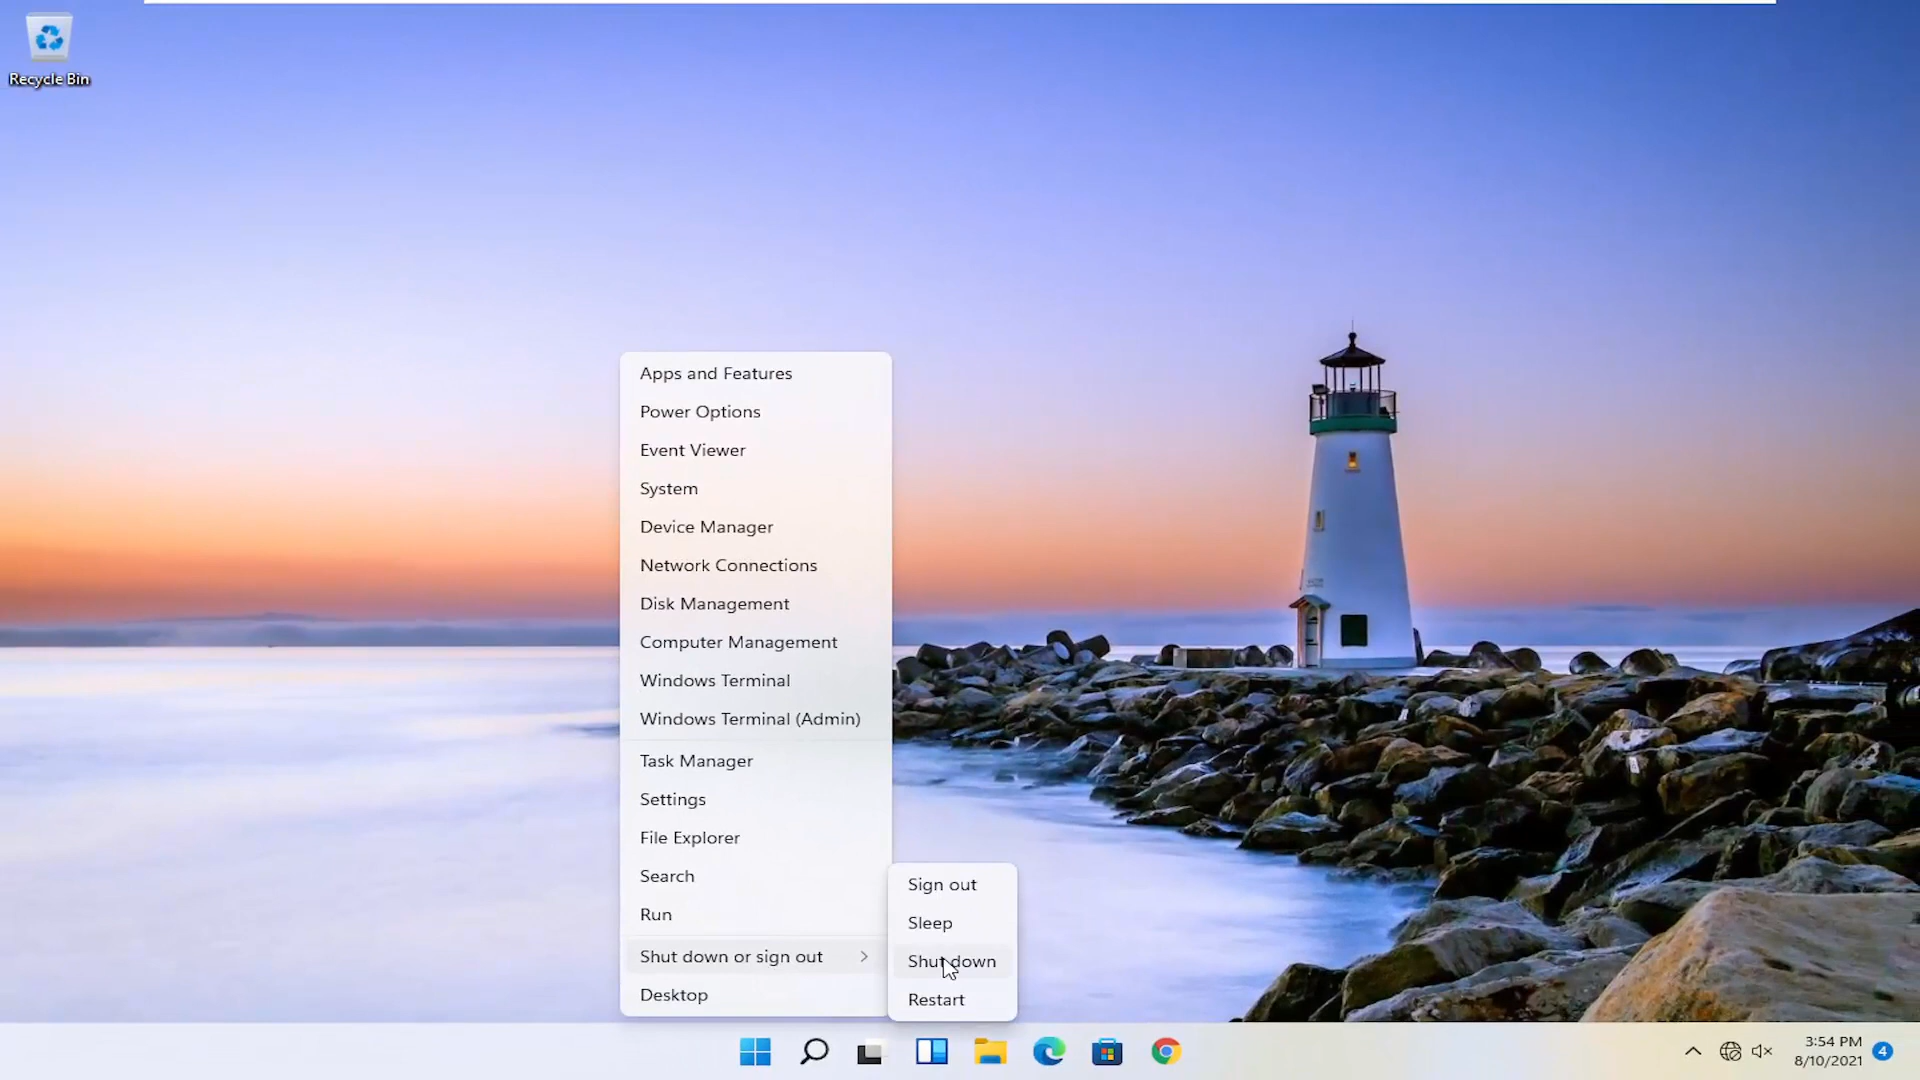 Recycle Bin
Apps and Features
Power Options
Event Viewer
System
Device Manager
Network Connections
Disk Management
Computer Management
Windows Terminal
Windows Terminal (Admin)
Task Manager
Settings
File Explorer
Search
Run
Shut down or sign out
Desktop
Sign out
Sleep
Shut down
Restart
3:54 PM
8/10/2021
4